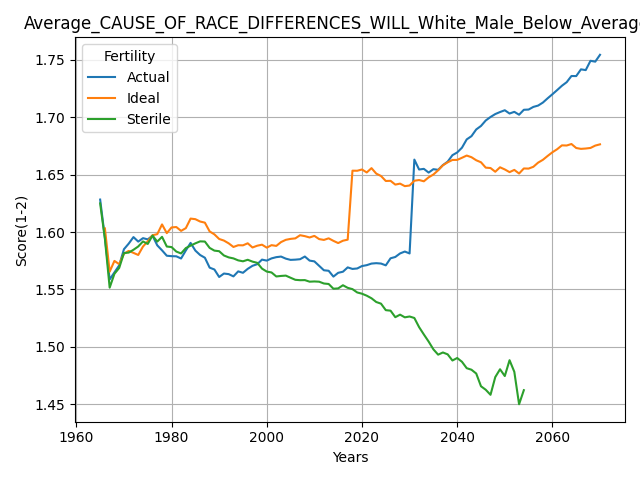 Average_CAUSE_OF_RACE_DIFFERENCES_WILL_White_Male_Below_Average
Fertility
Actual
Ideal
Sterile
Score(1-2)
1.75
1.70
1.65
1.60
1.55
1.50
1.45
1960 1980 2000 2020 2040 2060
Years